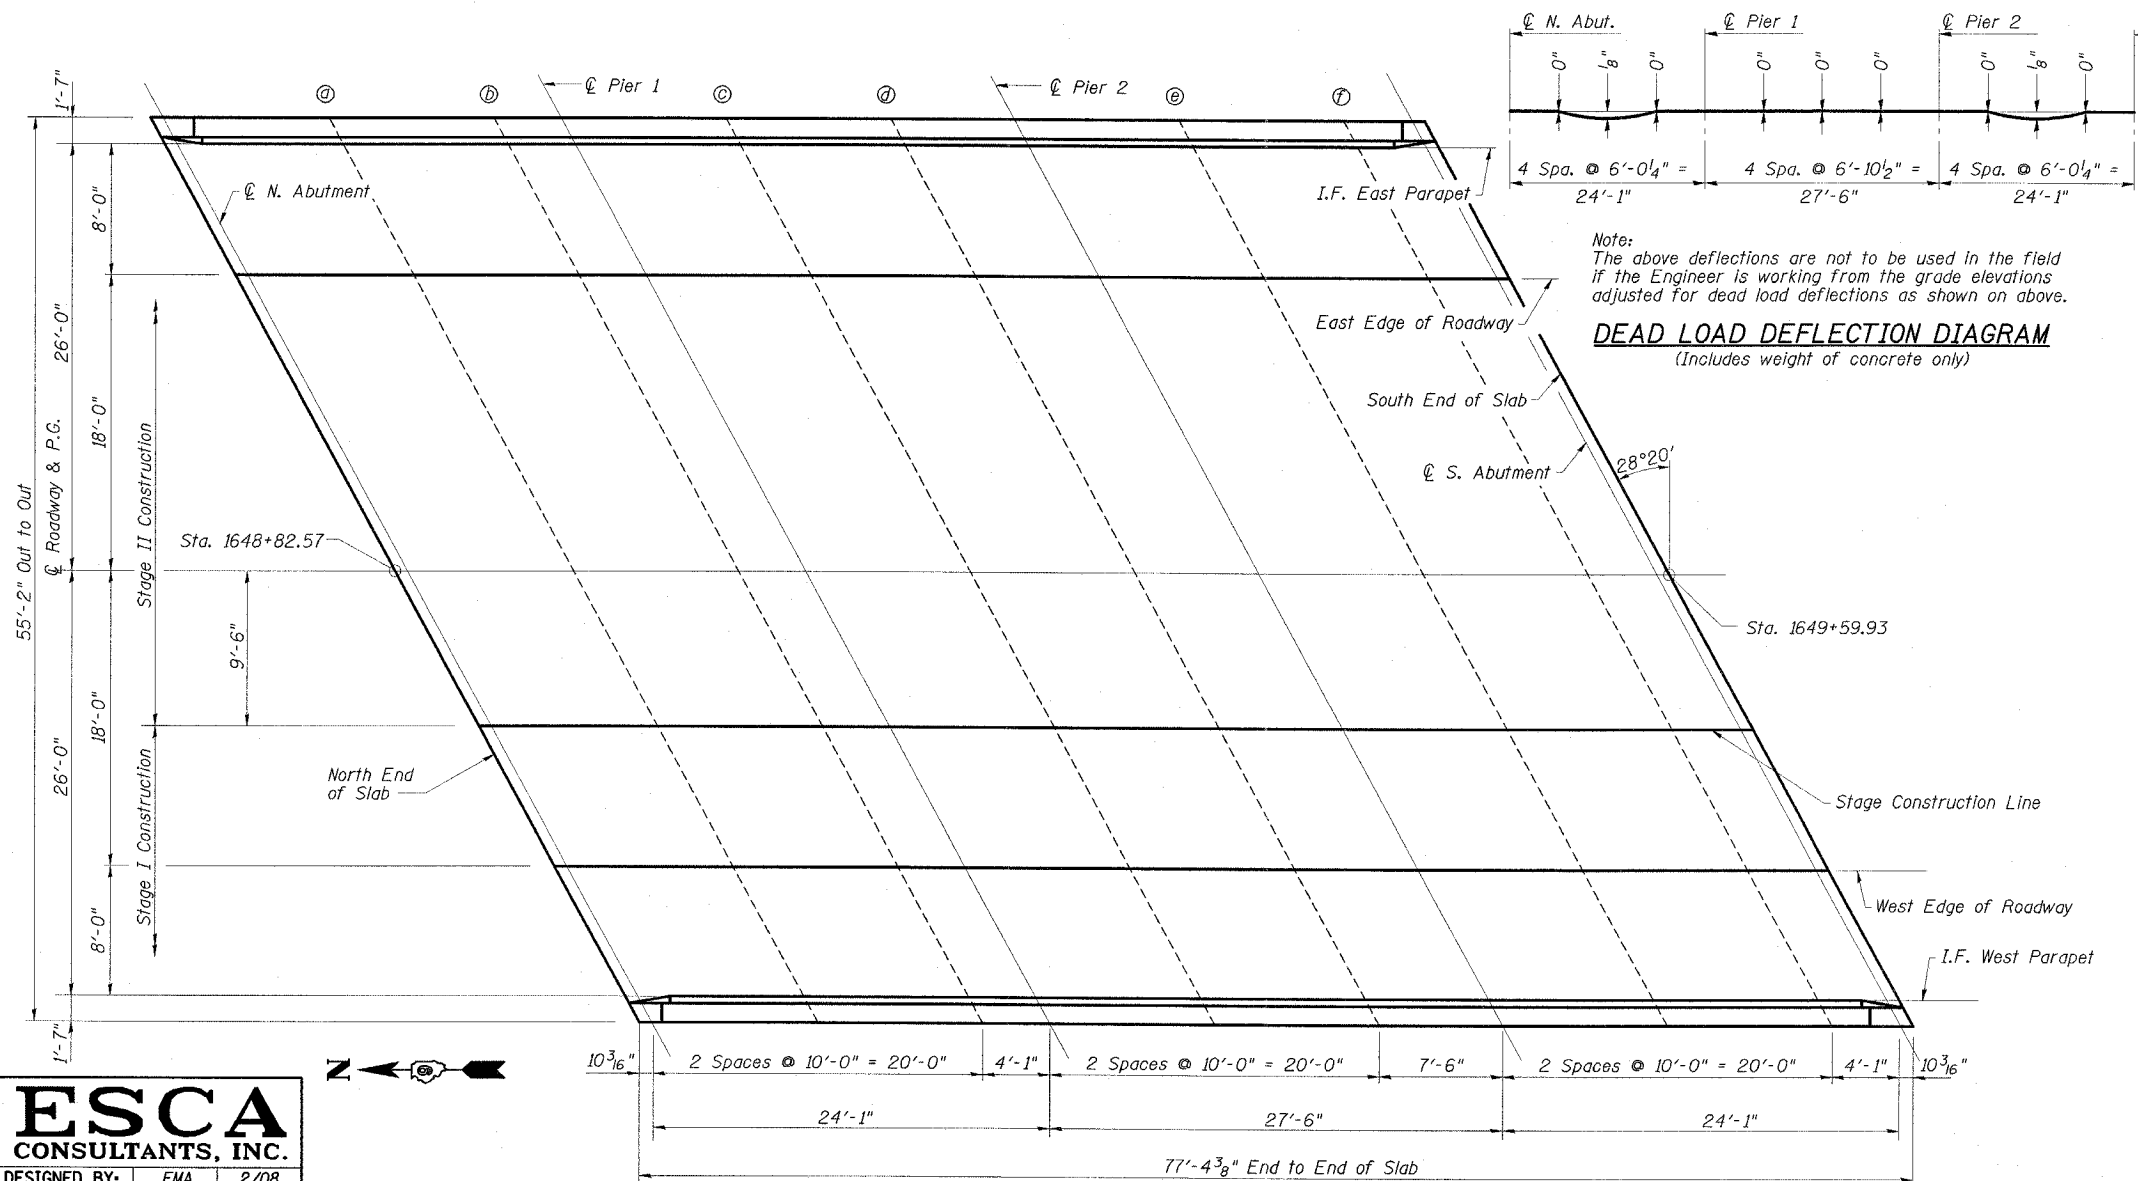 ℄ N. Abut.
℄ Pier 1
℄ Pier 2
0"
1/8"
0"
0"
0"
0"
0"
1/8"
0"
4 Spa. @ 6'-0 1/4" =
24'-1"
4 Spa. @ 6'-10 1/2" =
27'-6"
4 Spa. @ 6'-0 1/4" =
24'-1"
Note:
The above deflections are not to be used in the field
if the Engineer is working from the grade elevations
adjusted for dead load deflections as shown on above.
DEAD LOAD DEFLECTION DIAGRAM
(Includes weight of concrete only)
1'-7"
a
b
℄ Pier 1
c
d
℄ Pier 2
e
f
℄ N. Abutment
I.F. East Parapet
8'-0"
26'-0"
East Edge of Roadway
18'-0"
South End of Slab
℄ S. Abutment
28°20'
Stage II Construction
55'-2" Out to Out
℄ Roadway & P.G.
Sta. 1648+82.57
Sta. 1649+59.93
9'-6"
18'-0"
26'-0"
North End
of Slab
Stage Construction Line
Stage I Construction
8'-0"
West Edge of Roadway
I.F. West Parapet
1'-7"
N
10 3/16"
2 Spaces @ 10'-0" = 20'-0"
4'-1"
2 Spaces @ 10'-0" = 20'-0"
7'-6"
2 Spaces @ 10'-0" = 20'-0"
4'-1"
10 3/16"
24'-1"
27'-6"
24'-1"
77'-4 3/8" End to End of Slab
ESCA
CONSULTANTS, INC.
DESIGNED BY: EMA 2/08